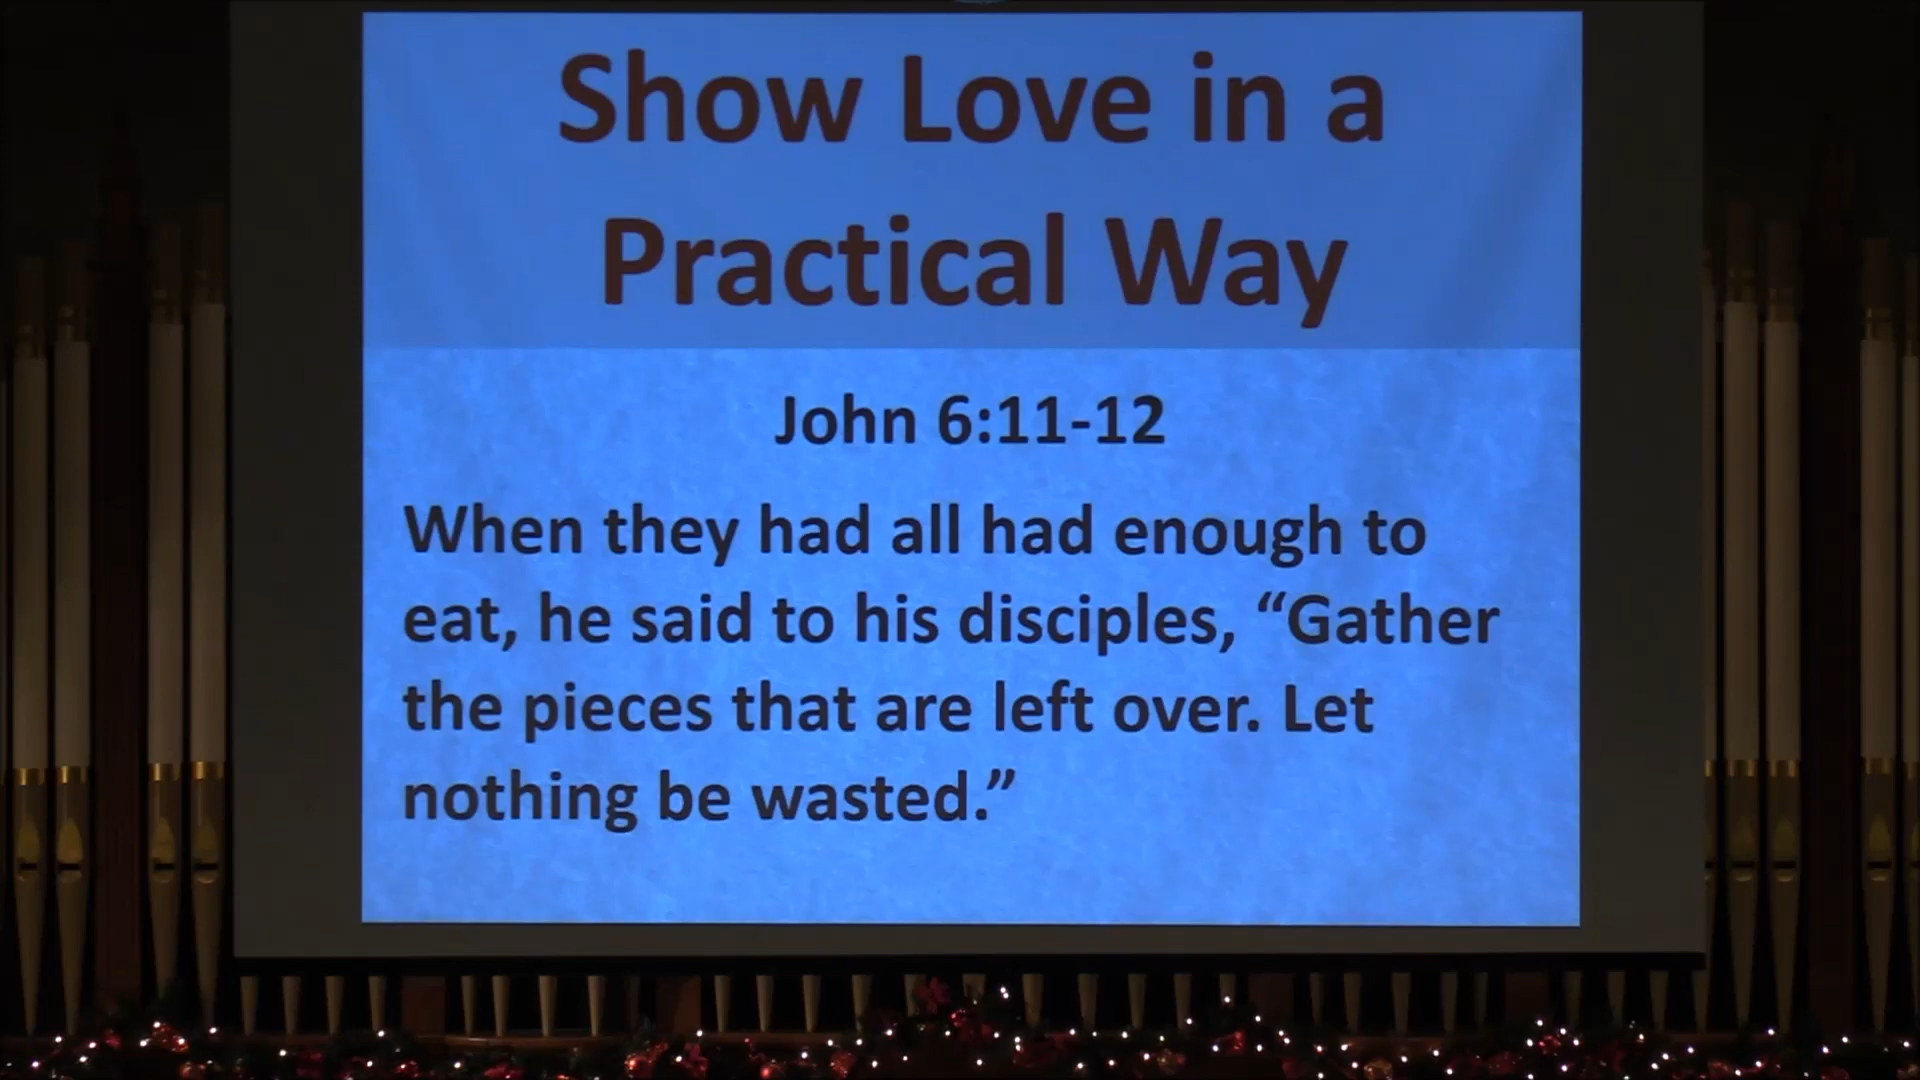 Show Love in a
Practical Way
John 6:11-12
When they had all had enough to
eat, he said to his disciples, “Gather
the pieces that are left over. Let
nothing be wasted.”